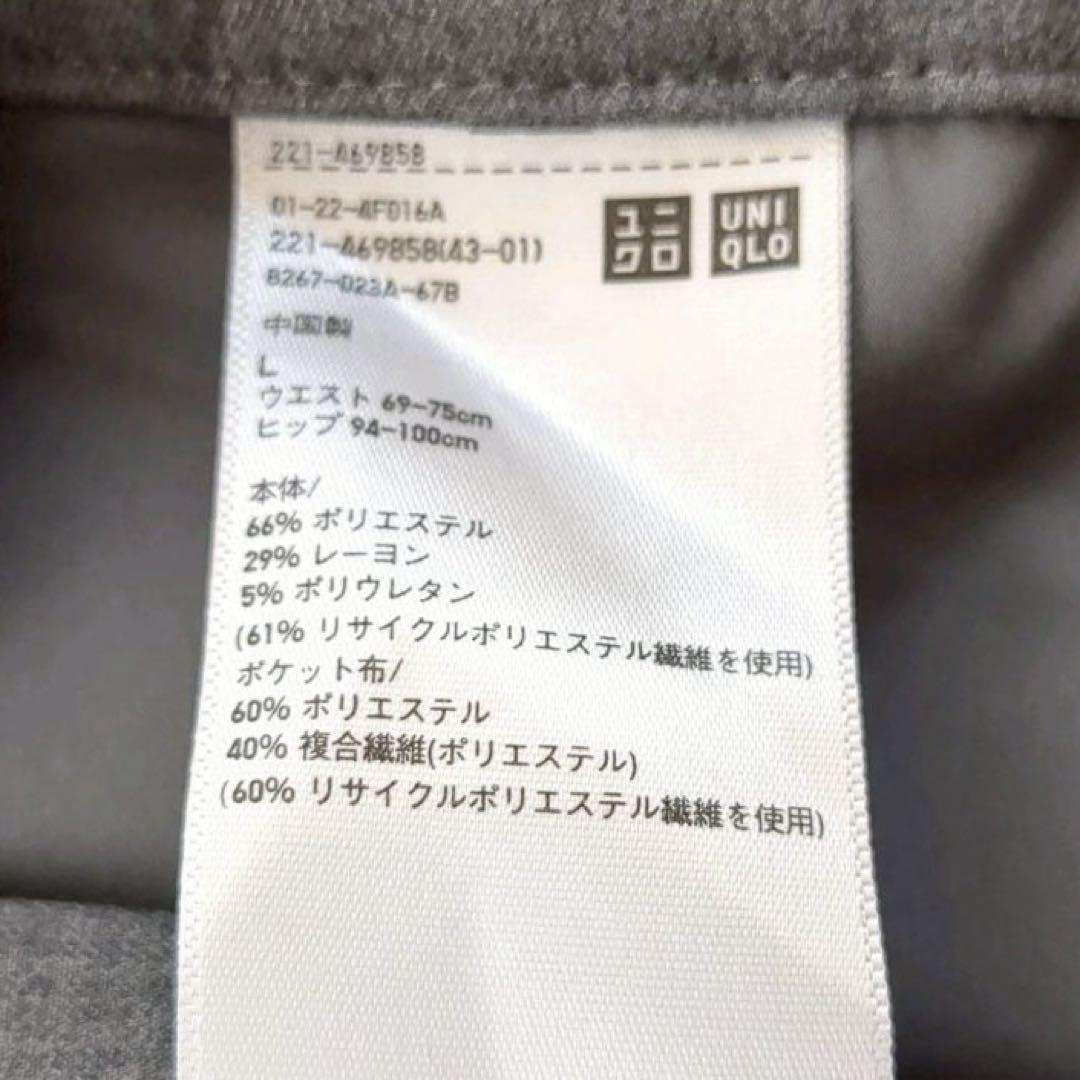 221-469858
01-22-4F016A
221-469858(43-01)
8267-023A-67B
ユニ
クロ
UNI
QLO
中国製
L
ウエスト 69-75cm
ヒップ 94-100cm
本体/
66% ポリエステル
29% レーヨン
5% ポリウレタン
(61% リサイクルポリエステル繊維を使用)
ポケット布/
60% ポリエステル
40% 複合繊維(ポリエステル)
(60% リサイクルポリエステル繊維を使用)